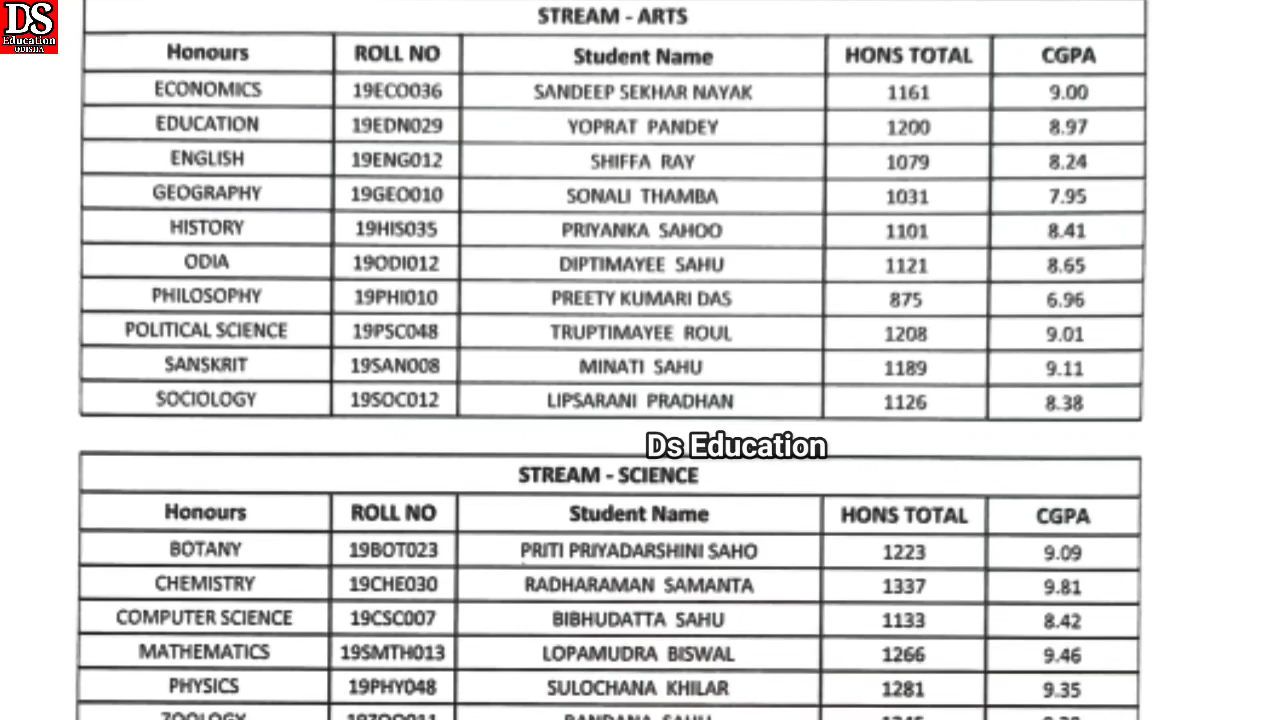 DS
Education
ODISHA
STREAM - ARTS
Honours ROLL NO Student Name HONS TOTAL CGPA
ECONOMICS 19ECO036 SANDEEP SEKHAR NAYAK 1161 9.00
EDUCATION 19EDN029 YOPRAT PANDEY 1200 8.97
ENGLISH 19ENG012 SHIFFA RAY 1079 8.24
GEOGRAPHY 19GEO010 SONALI THAMBA 1031 7.95
HISTORY 19HIS035 PRIYANKA SAHOO 1101 8.41
ODIA 19ODI012 DIPTIMAYEE SAHU 1121 8.65
PHILOSOPHY 19PHI010 PREETY KUMARI DAS 875 6.96
POLITICAL SCIENCE 19PSC048 TRUPTIMAYEE ROUL 1208 9.01
SANSKRIT 19SAN008 MINATI SAHU 1189 9.11
SOCIOLOGY 19SOC012 LIPSARANI PRADHAN 1126 8.38
Ds Education
STREAM - SCIENCE
Honours ROLL NO Student Name HONS TOTAL CGPA
BOTANY 19BOT023 PRITI PRIYADARSHINI SAHO 1223 9.09
CHEMISTRY 19CHE030 RADHARAMAN SAMANTA 1337 9.81
COMPUTER SCIENCE 19CSC007 BIBHUDATTA SAHU 1133 8.42
MATHEMATICS 19SMTH013 LOPAMUDRA BISWAL 1266 9.46
PHYSICS 19PHY048 SULOCHANA KHILAR 1281 9.35
ZOOLOGY